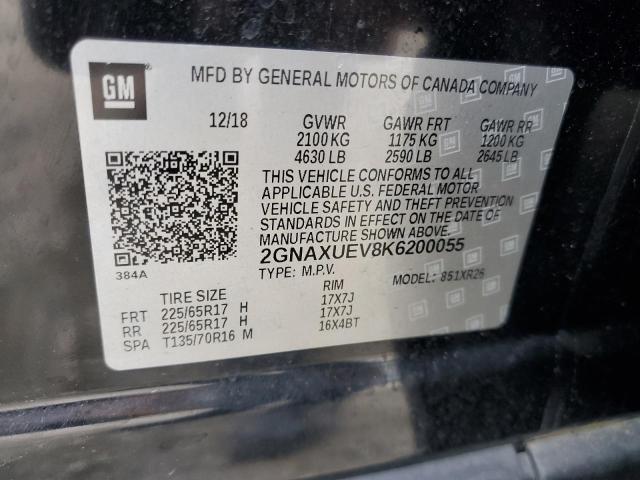 GM
MFD BY GENERAL MOTORS OF CANADA COMPANY
12/18 GVWR GAWR FRT GAWR RR
2100 KG 1175 KG 1200 KG
4630 LB 2590 LB 2645 LB
THIS VEHICLE CONFORMS TO ALL
APPLICABLE U.S. FEDERAL MOTOR
VEHICLE SAFETY AND THEFT PREVENTION
STANDARDS IN EFFECT ON THE DATE OF
MANUFACTURE SHOWN ABOVE.
2GNAXUEV8K6200055
384A TYPE: M.P.V. MODEL: 851XR26
TIRE SIZE RIM
FRT 225/65R17 H 17X7J
RR 225/65R17 H 17X7J
SPA T135/70R16 M 16X4BT